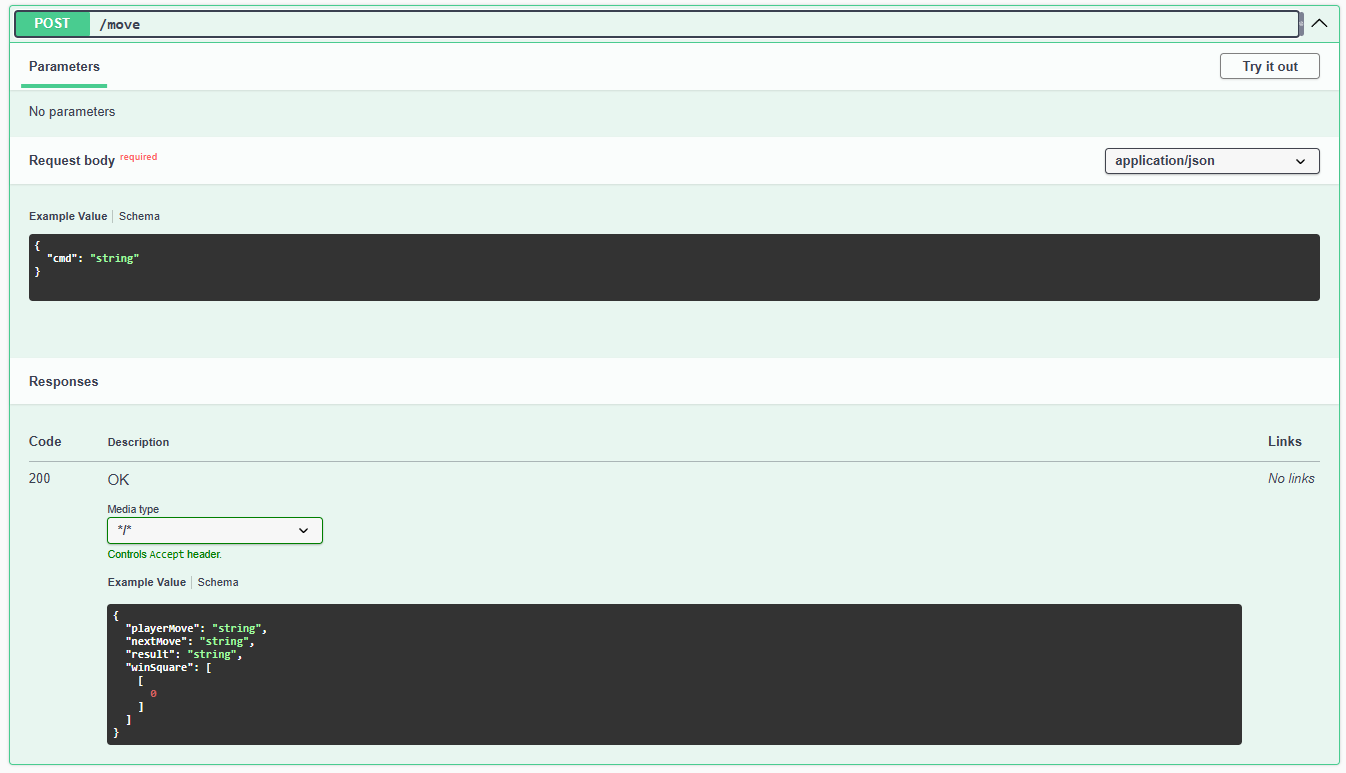 POST /move
Parameters Try it out
No parameters
Request body required application/json
Example Value Schema
{
  "cmd": "string"
}
Responses
Code Description Links
200 OK No links
Media type
*/*
Controls Accept header.
Example Value Schema
{
  "playerMove": "string",
  "nextMove": "string",
  "result": "string",
  "winSquare": [
    [
      0
    ]
  ]
}